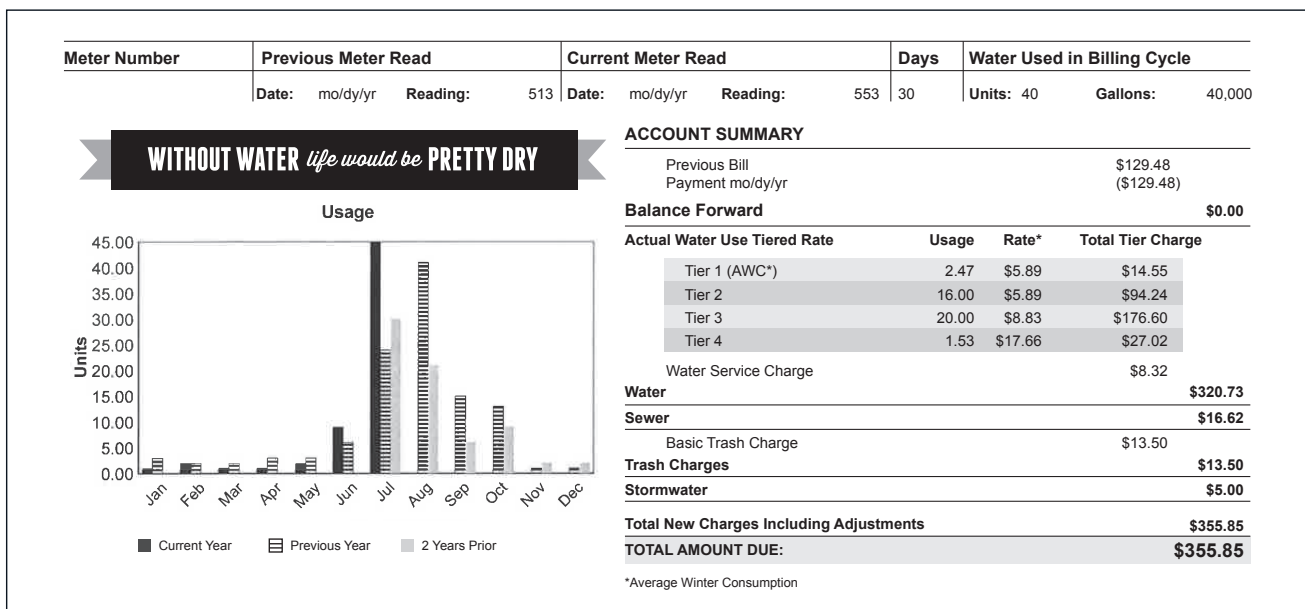 Meter Number Previous Meter Read Current Meter Read Days Water Used in Billing Cycle
Date: mo/dy/yr Reading: 513 Date: mo/dy/yr Reading: 553 30 Units: 40 Gallons: 40,000
WITHOUT WATER life would be PRETTY DRY
Usage
45.00
40.00
35.00
30.00
25.00
20.00
15.00
10.00
5.00
0.00
Units
Jan Feb Mar Apr May Jun Jul Aug Sep Oct Nov Dec
Current Year Previous Year 2 Years Prior
ACCOUNT SUMMARY
Previous Bill $129.48
Payment mo/dy/yr ($129.48)
Balance Forward $0.00
Actual Water Use Tiered Rate Usage Rate* Total Tier Charge
Tier 1 (AWC*) 2.47 $5.89 $14.55
Tier 2 16.00 $5.89 $94.24
Tier 3 20.00 $8.83 $176.60
Tier 4 1.53 $17.66 $27.02
Water Service Charge $8.32
Water $320.73
Sewer $16.62
Basic Trash Charge $13.50
Trash Charges $13.50
Stormwater $5.00
Total New Charges Including Adjustments $355.85
TOTAL AMOUNT DUE: $355.85
*Average Winter Consumption